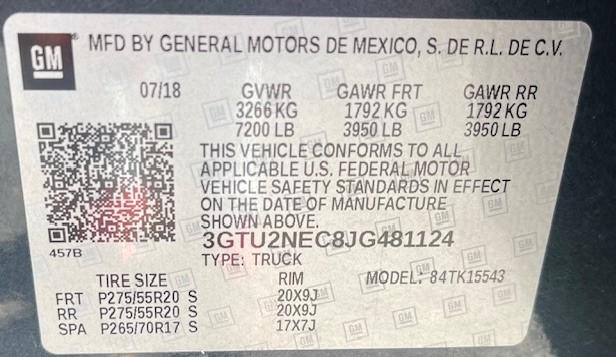 GM MFD BY GENERAL MOTORS DE MEXICO, S. DE R.L. DE C.V.
07/18 GVWR GAWR FRT GAWR RR
3266 KG 1792 KG 1792 KG
7200 LB 3950 LB 3950 LB
THIS VEHICLE CONFORMS TO ALL
APPLICABLE U.S. FEDERAL MOTOR
VEHICLE SAFETY STANDARDS IN EFFECT
ON THE DATE OF MANUFACTURE
SHOWN ABOVE.
3GTU2NEC8JG481124
457B TYPE: TRUCK
TIRE SIZE RIM MODEL: 84TK15543
FRT P275/55R20 S 20X9J
RR P275/55R20 S 20X9J
SPA P265/70R17 S 17X7J